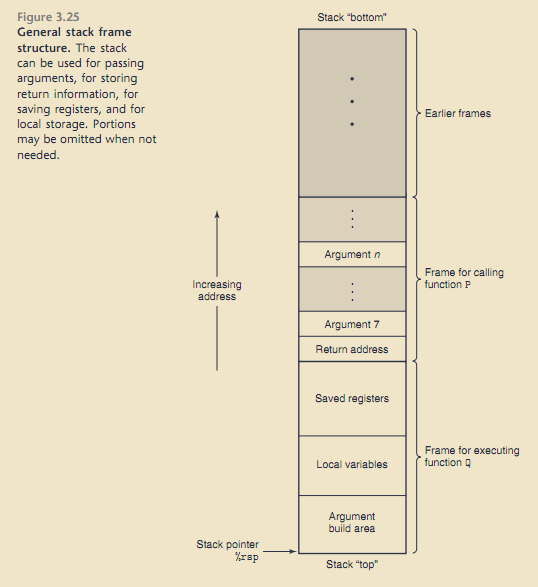 Figure 3.25
General stack frame
structure. The stack
can be used for passing
arguments, for storing
return information, for
saving registers, and for
local storage. Portions
may be omitted when not
needed.
Stack “bottom”
Earlier frames
Argument n
Increasing
address
Frame for calling
function P
Argument 7
Return address
Saved registers
Local variables
Frame for executing
function Q
Argument
build area
Stack pointer
%rsp
Stack “top”